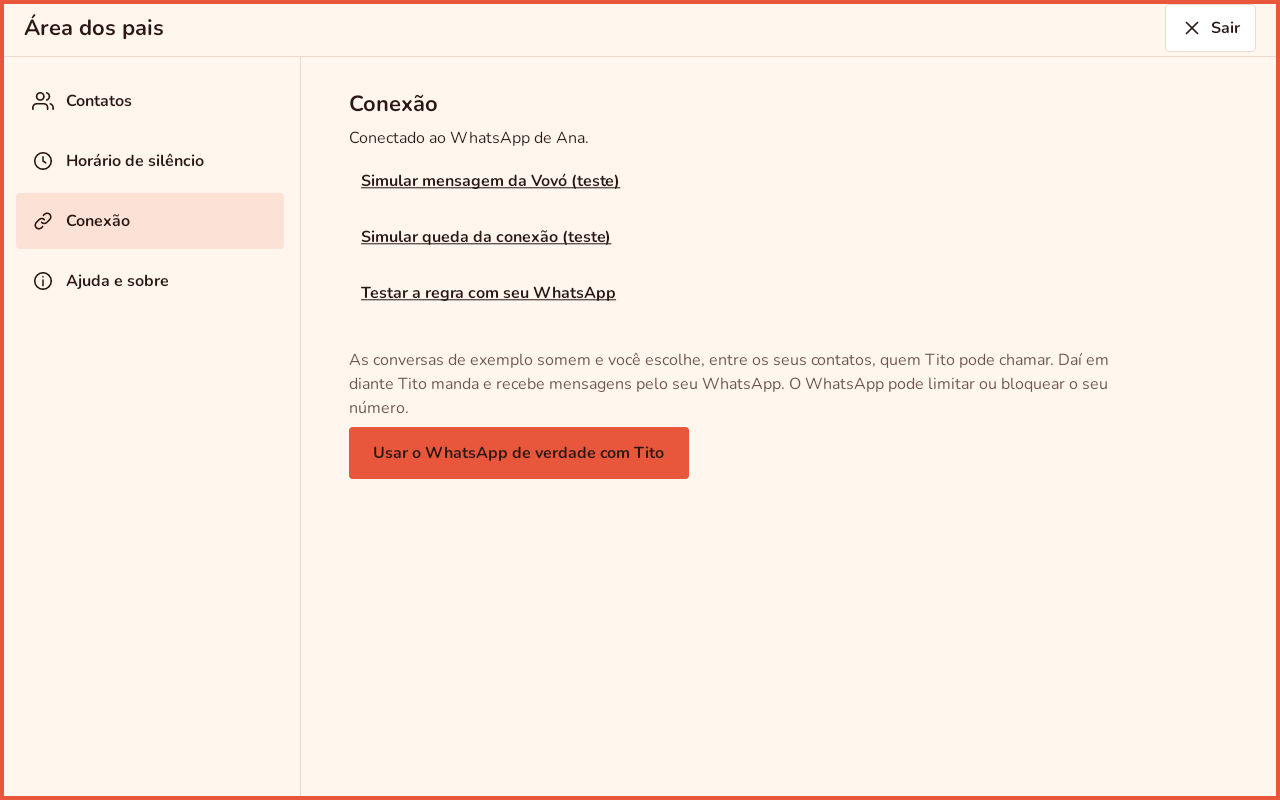 Área dos pais
Sair
Contatos
Horário de silêncio
Conexão
Ajuda e sobre
Conexão
Conectado ao WhatsApp de Ana.
Simular mensagem da Vovó (teste)
Simular queda da conexão (teste)
Testar a regra com seu WhatsApp
As conversas de exemplo somem e você escolhe, entre os seus contatos, quem Tito pode chamar. Daí em
diante Tito manda e recebe mensagens pelo seu WhatsApp. O WhatsApp pode limitar ou bloquear o seu
número.
Usar o WhatsApp de verdade com Tito